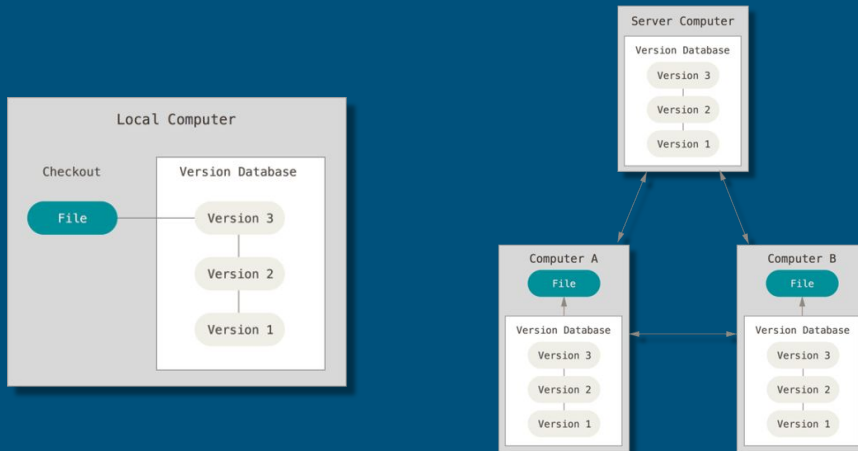 Local Computer
Checkout
Version Database
File
Version 3
Version 2
Version 1
Server Computer
Version Database
Version 3
Version 2
Version 1
Computer A
File
Version Database
Version 3
Version 2
Version 1
Computer B
File
Version Database
Version 3
Version 2
Version 1